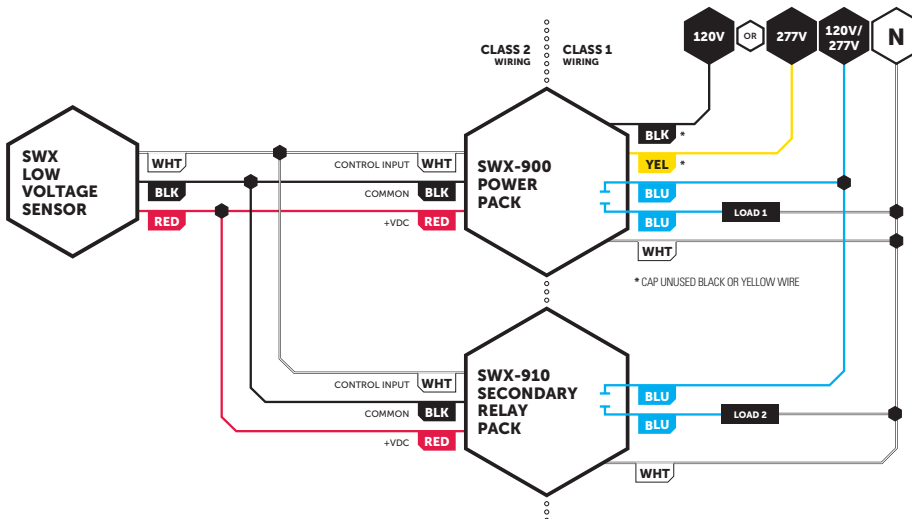 120V
OR
277V
120V/
277V
N
CLASS 2
WIRING
CLASS 1
WIRING
SWX
LOW
VOLTAGE
SENSOR
WHT
BLK
RED
CONTROL INPUT
WHT
COMMON
BLK
+VDC
RED
SWX-900
POWER
PACK
BLK *
YEL *
BLU
BLU
LOAD 1
WHT
* CAP UNUSED BLACK OR YELLOW WIRE
CONTROL INPUT
WHT
COMMON
BLK
+VDC
RED
SWX-910
SECONDARY
RELAY
PACK
BLU
BLU
LOAD 2
WHT